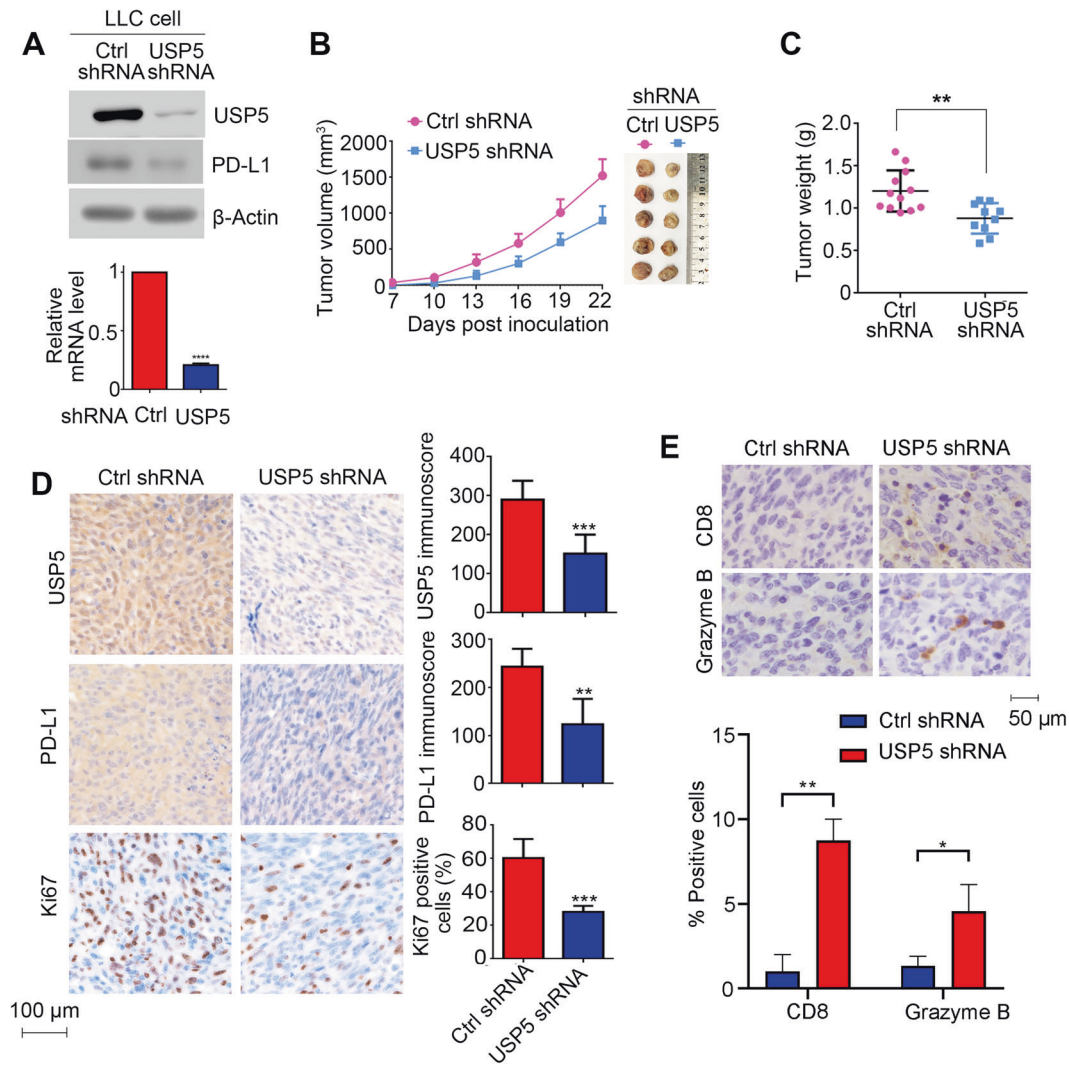 A
LLC cell
Ctrl shRNA
USP5 shRNA
USP5
PD-L1
β-Actin
Relative mRNA level
1
0.5
0
****
shRNA Ctrl USP5
B
Ctrl shRNA
USP5 shRNA
Tumor volume (mm³)
2000
1500
1000
500
0
7 10 13 16 19 22
Days post inoculation
shRNA
Ctrl USP5
C
**
Tumor weight (g)
2.0
1.5
1.0
0.5
0
Ctrl shRNA
USP5 shRNA
D
Ctrl shRNA
USP5 shRNA
USP5
PD-L1
Ki67
100 μm
USP5 immunoscore
400
300
200
100
0
***
PD-L1 immunoscore
300
200
100
0
**
Ki67 positive cells (%)
80
60
40
20
0
***
Ctrl shRNA
USP5 shRNA
E
Ctrl shRNA
USP5 shRNA
CD8
Grazyme B
50 μm
Ctrl shRNA
USP5 shRNA
% Positive cells
15
10
5
0
**
*
CD8
Grazyme B